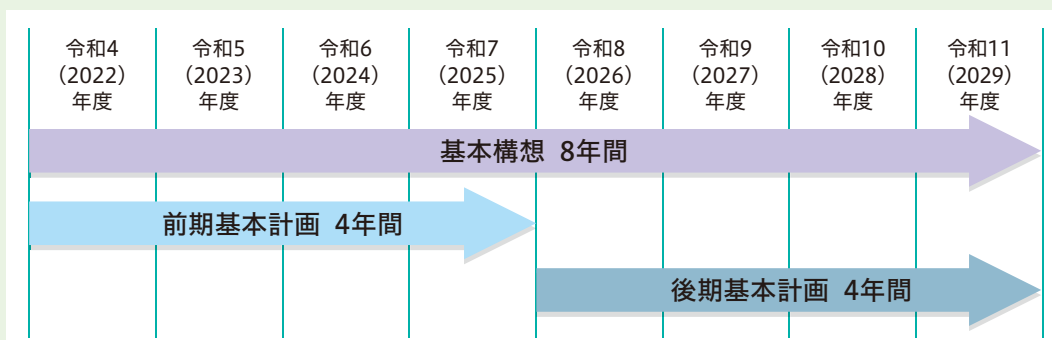 令和4
（2022）
年度
令和5
（2023）
年度
令和6
（2024）
年度
令和7
（2025）
年度
令和8
（2026）
年度
令和9
（2027）
年度
令和10
（2028）
年度
令和11
（2029）
年度
基本構想 8年間
前期基本計画 4年間
後期基本計画 4年間